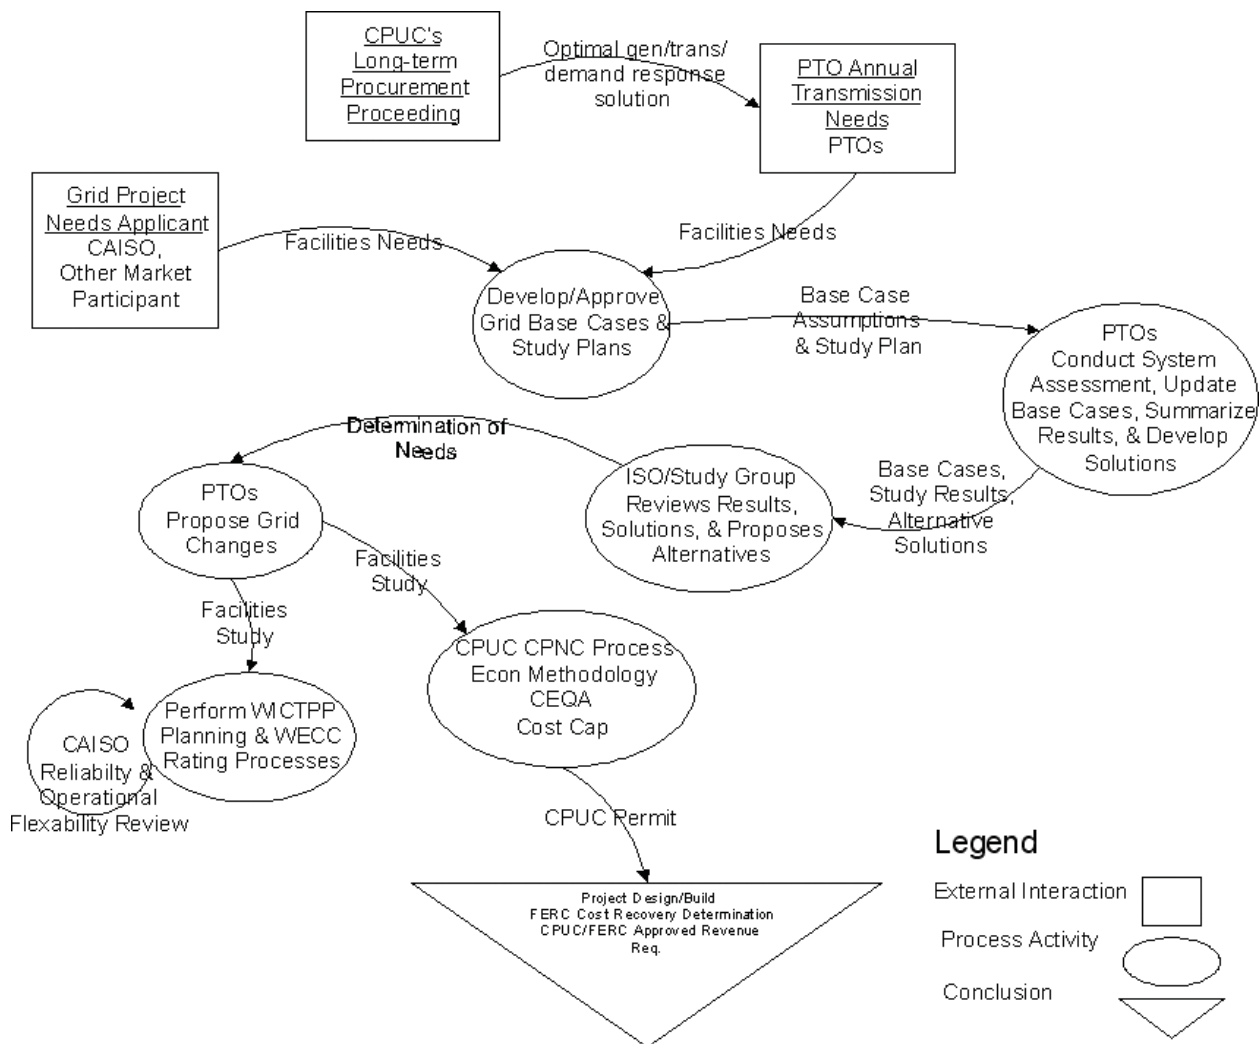 CPUC's
Long-term
Procurement
Proceeding
Optimal gen/trans/
demand response
solution
PTO Annual
Transmission
Needs
PTOs
Grid Project
Needs Applicant
CAISO,
Other Market
Participant
Facilities Needs
Facilities Needs
Develop/Approve
Grid Base Cases &
Study Plans
Base Case
Assumptions
& Study Plan
PTOs
Conduct System
Assessment, Update
Base Cases, Summarize
Results, & Develop
Solutions
Base Cases,
Study Results,
Alternative
Solutions
ISO/Study Group
Reviews Results,
Solutions, & Proposes
Alternatives
Determination of
Needs
PTOs
Propose Grid
Changes
Facilities
Study
Facilities
Study
CPUC CPNC Process
Econ Methodology
CEQA
Cost Cap
Perform WICTPP
Planning & WECC
Rating Processes
CAISO
Reliabilty &
Operational
Flexability Review
CPUC Permit
Project Design/Build
FERC Cost Recovery Determination
CPUC/FERC Approved Revenue
Req.
Legend
External Interaction
Process Activity
Conclusion